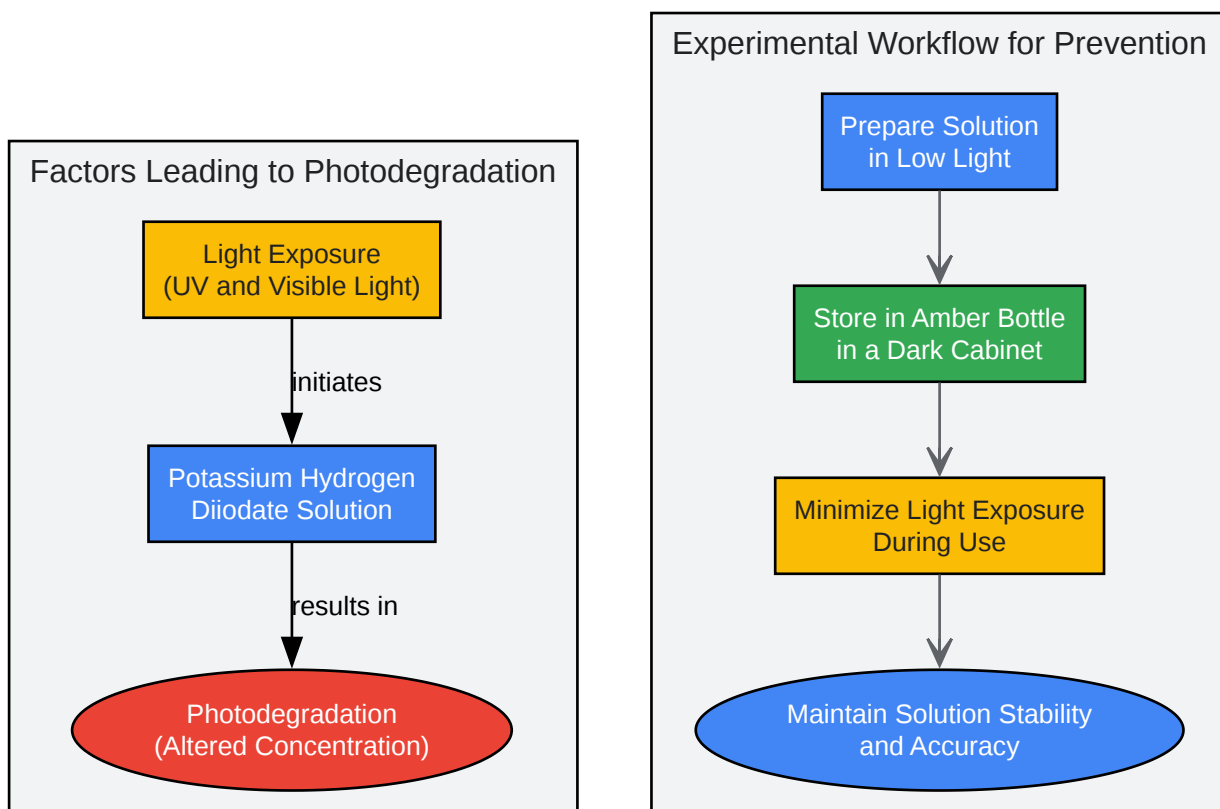 Factors Leading to Photodegradation
Light Exposure
(UV and Visible Light)
initiates
Potassium Hydrogen
Diiodate Solution
results in
Photodegradation
(Altered Concentration)
Experimental Workflow for Prevention
Prepare Solution
in Low Light
Store in Amber Bottle
in a Dark Cabinet
Minimize Light Exposure
During Use
Maintain Solution Stability
and Accuracy